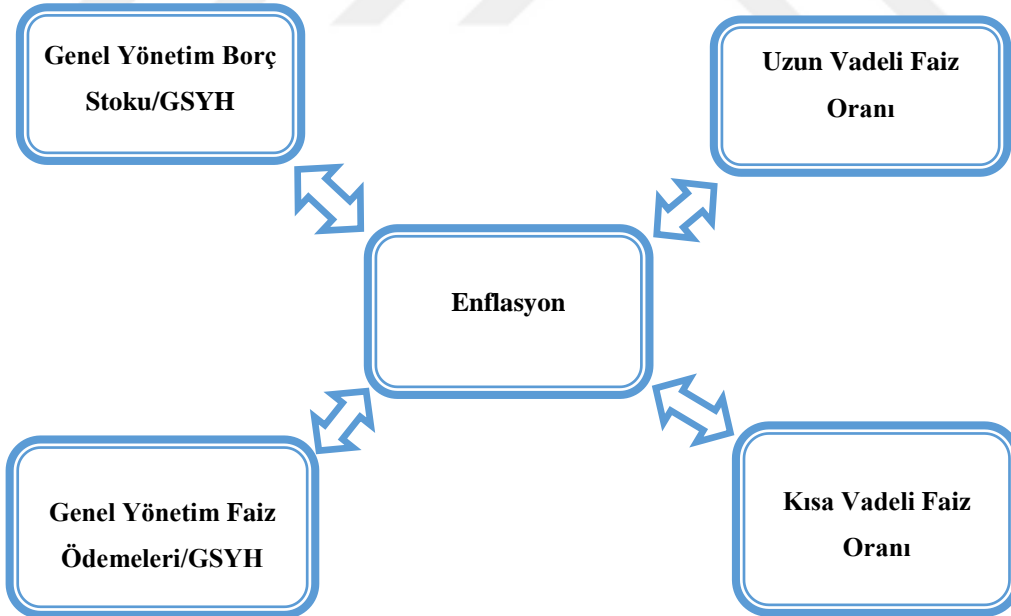 Genel Yönetim Borç
Stoku/GSYH
Uzun Vadeli Faiz
Oranı
Enflasyon
Genel Yönetim Faiz
Ödemeleri/GSYH
Kısa Vadeli Faiz
Oranı